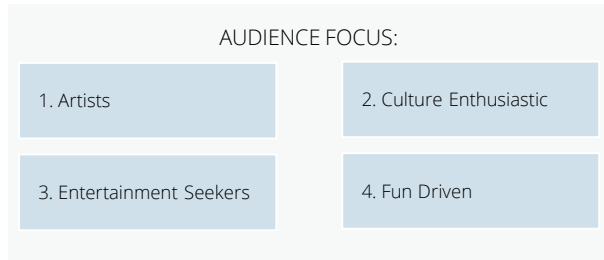 AUDIENCE FOCUS:
1. Artists
2. Culture Enthusiastic
3. Entertainment Seekers
4. Fun Driven